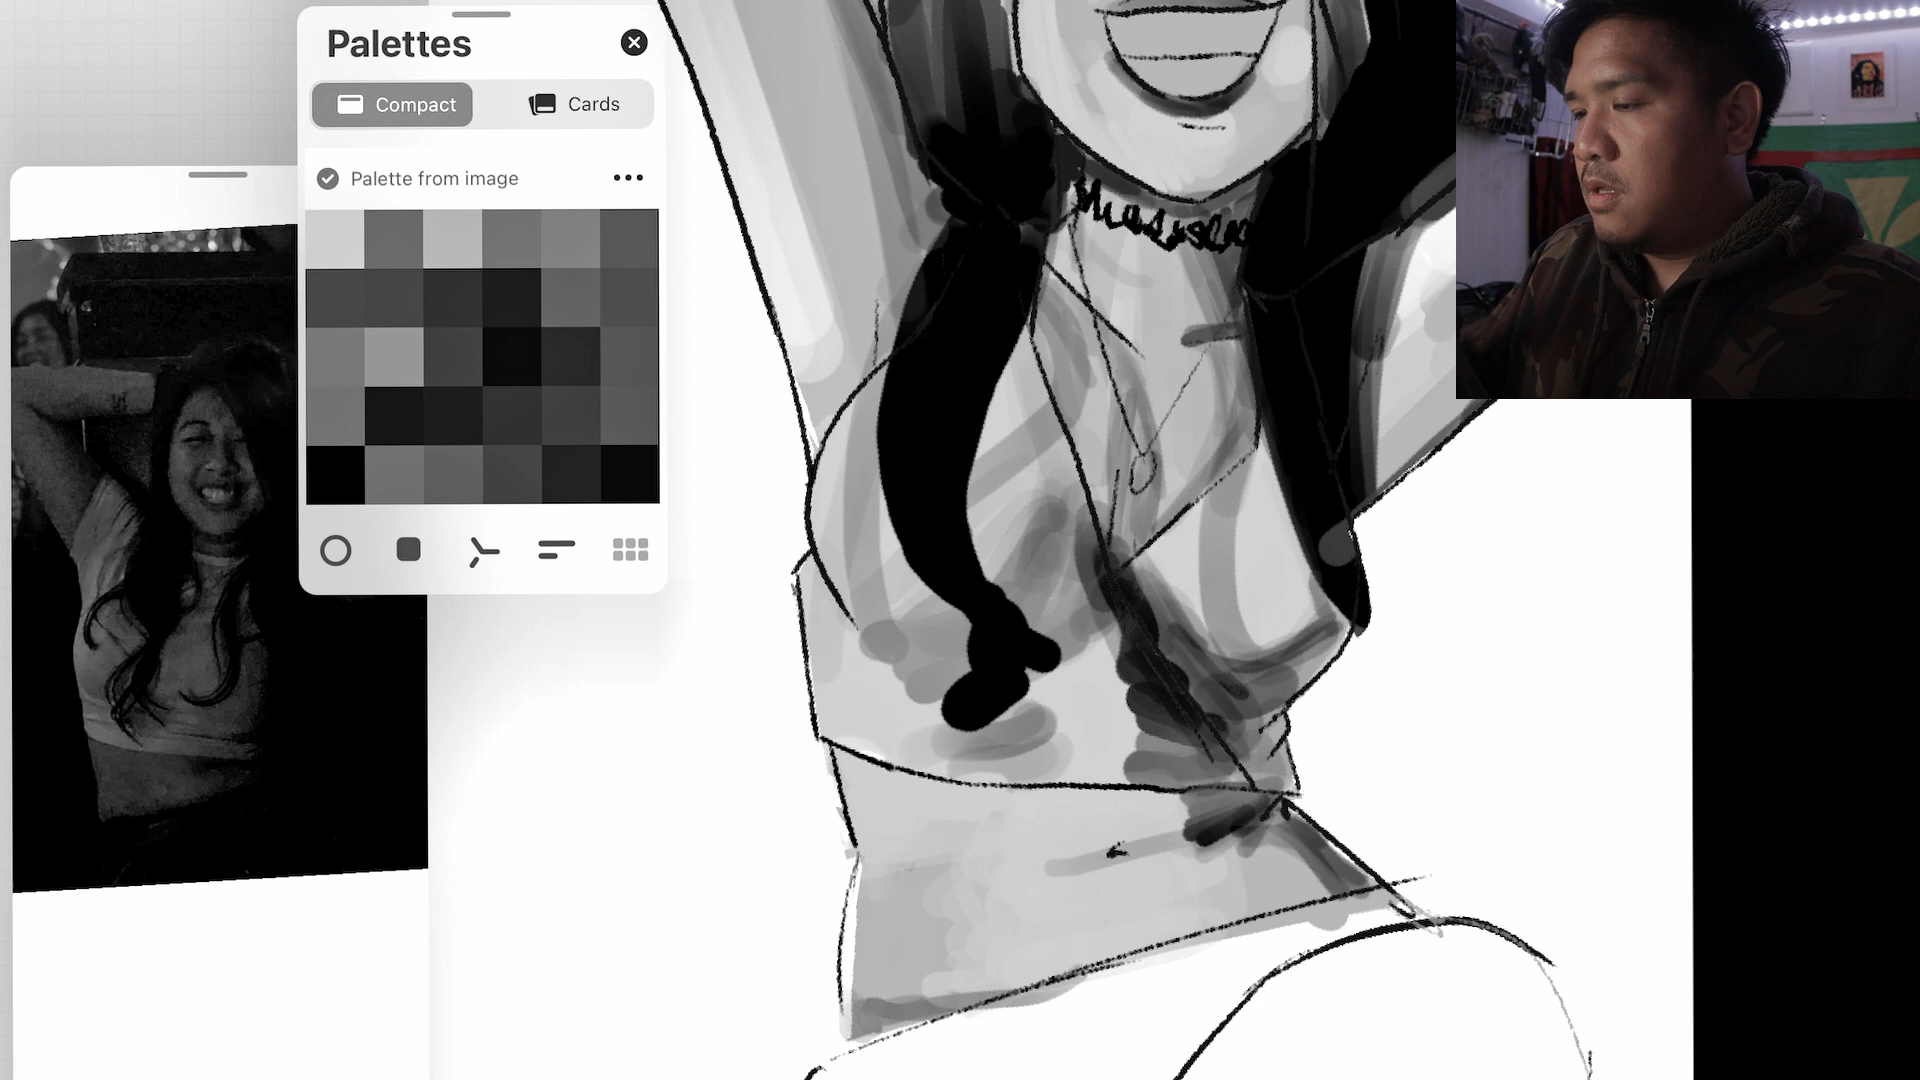 Palettes
Compact
Cards
Palette from image